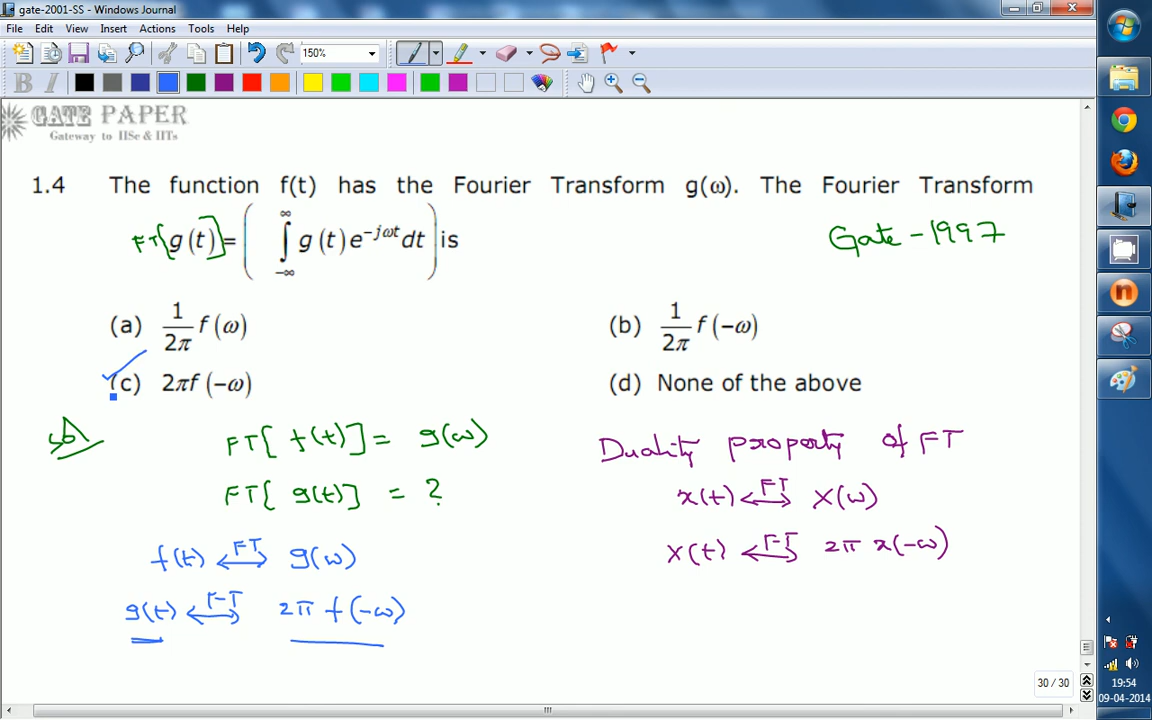 gate-2001-SS - Windows Journal
File Edit View Insert Actions Tools Help
150%
B I
GATE PAPER
Gateway to IISc & IITs
1.4 The function f(t) has the Fourier Transform g(ω). The Fourier Transform
FT[g(t)] = ( ∫_{-∞}^{∞} g(t)e^{-jωt}dt ) is
Gate - 1997
(a) 1/2π f(ω)
(b) 1/2π f(-ω)
(c) 2πf(-ω)
(d) None of the above
Sol
FT[ f(t)] = g(ω)
FT[ g(t)] = ?
f(t) ⟷FT g(ω)
g(t) ⟷FT 2π f(-ω)
Duality property of FT
x(t) ⟷FT X(ω)
X(t) ⟷FT 2π x(-ω)
30 / 30
19:54
09-04-2014